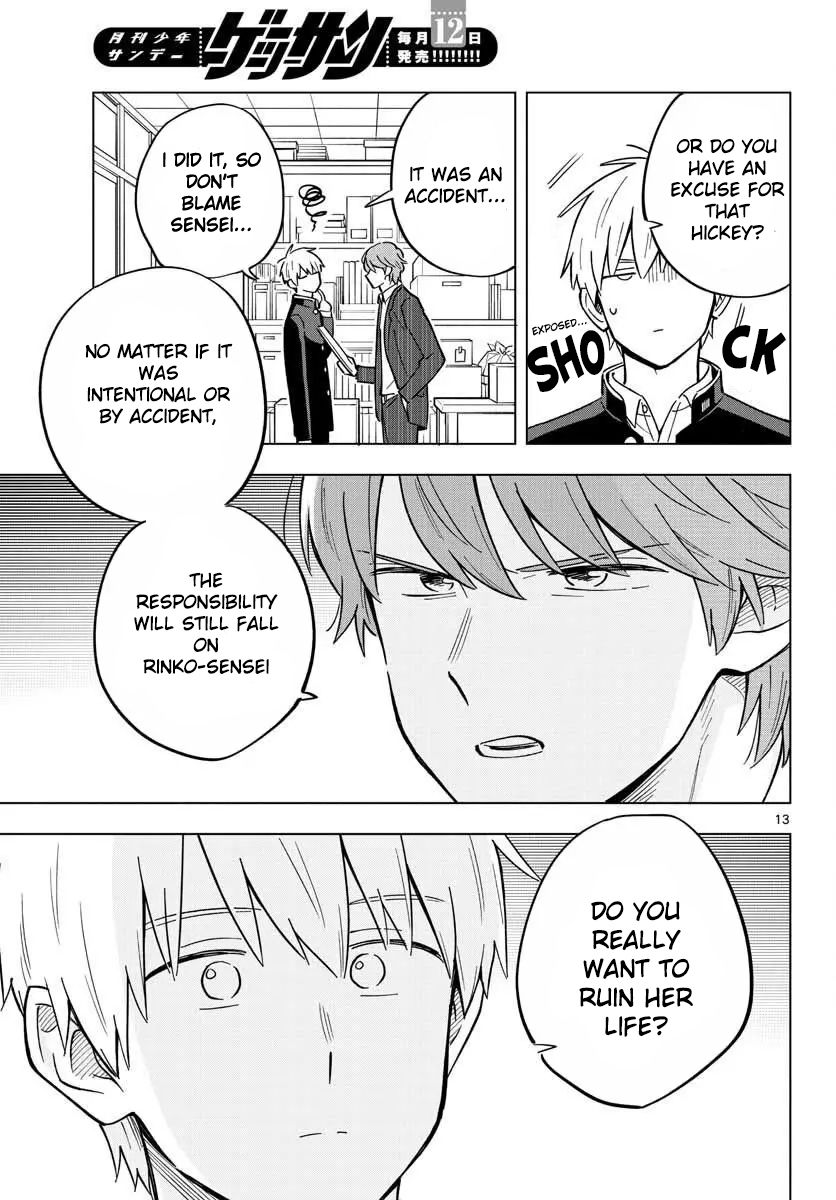 月刊少年
サンデー
ゲッサン
毎月12日
発売!!!!!!!!!
OR DO YOU
HAVE AN
EXCUSE FOR
THAT
HICKEY?
EXPOSED...
SHOCK
IT WAS AN
ACCIDENT...
I DID IT, SO
DON'T
BLAME
SENSEI...
NO MATTER IF IT
WAS
INTENTIONAL OR
BY ACCIDENT,
THE
RESPONSIBILITY
WILL STILL FALL
ON
RINKO-SENSEI
13
DO YOU
REALLY
WANT TO
RUIN HER
LIFE?